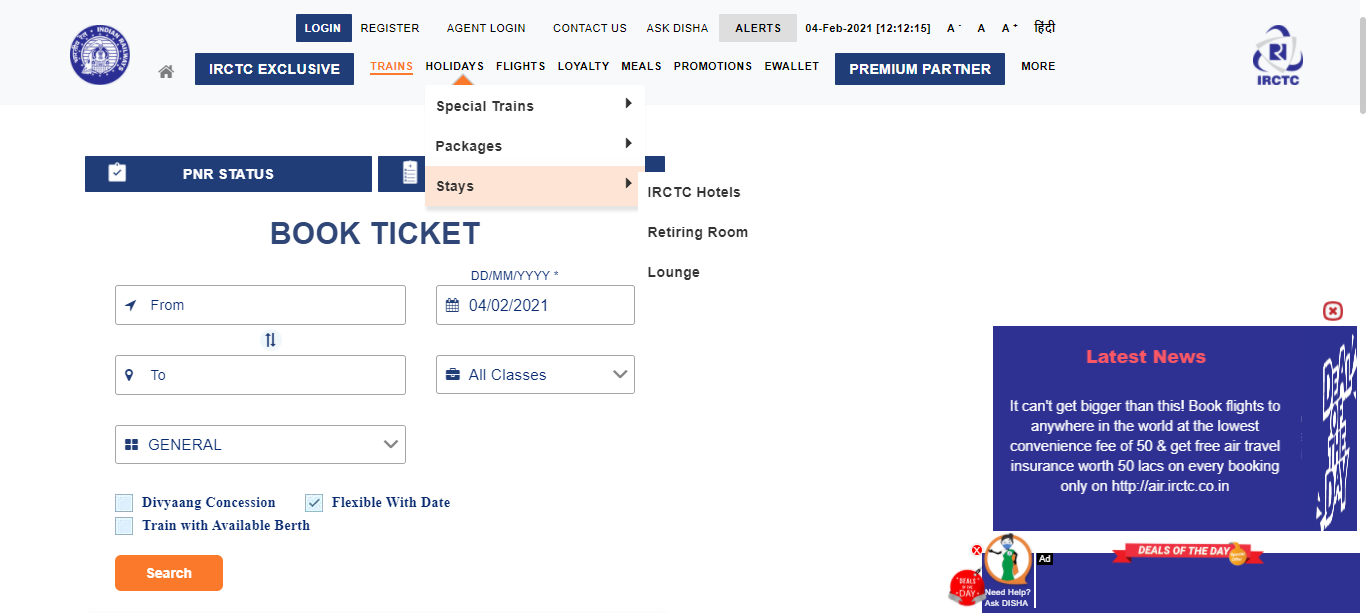 LOGIN REGISTER AGENT LOGIN CONTACT US ASK DISHA ALERTS 04-Feb-2021 [12:12:15] A - A A + हिंदी
INDIAN RAILWAYS
IRCTC EXCLUSIVE TRAINS HOLIDAYS FLIGHTS LOYALTY MEALS PROMOTIONS EWALLET PREMIUM PARTNER MORE
IRCTC
Special Trains
Packages
Stays
IRCTC Hotels
Retiring Room
Lounge
PNR STATUS
BOOK TICKET
DD/MM/YYYY *
From
04/02/2021
To
All Classes
GENERAL
Divyaang Concession
Flexible With Date
Train with Available Berth
Search
Latest News
It can't get bigger than this! Book flights to
anywhere in the world at the lowest
convenience fee of 50 & get free air travel
insurance worth 50 lacs on every booking
only on http://air.irctc.co.in
DEAL'S
OF THE
DAY
DEALS OF THE DAY
Ad
DEALS
OF THE
DAY
Need Help?
Ask DISHA